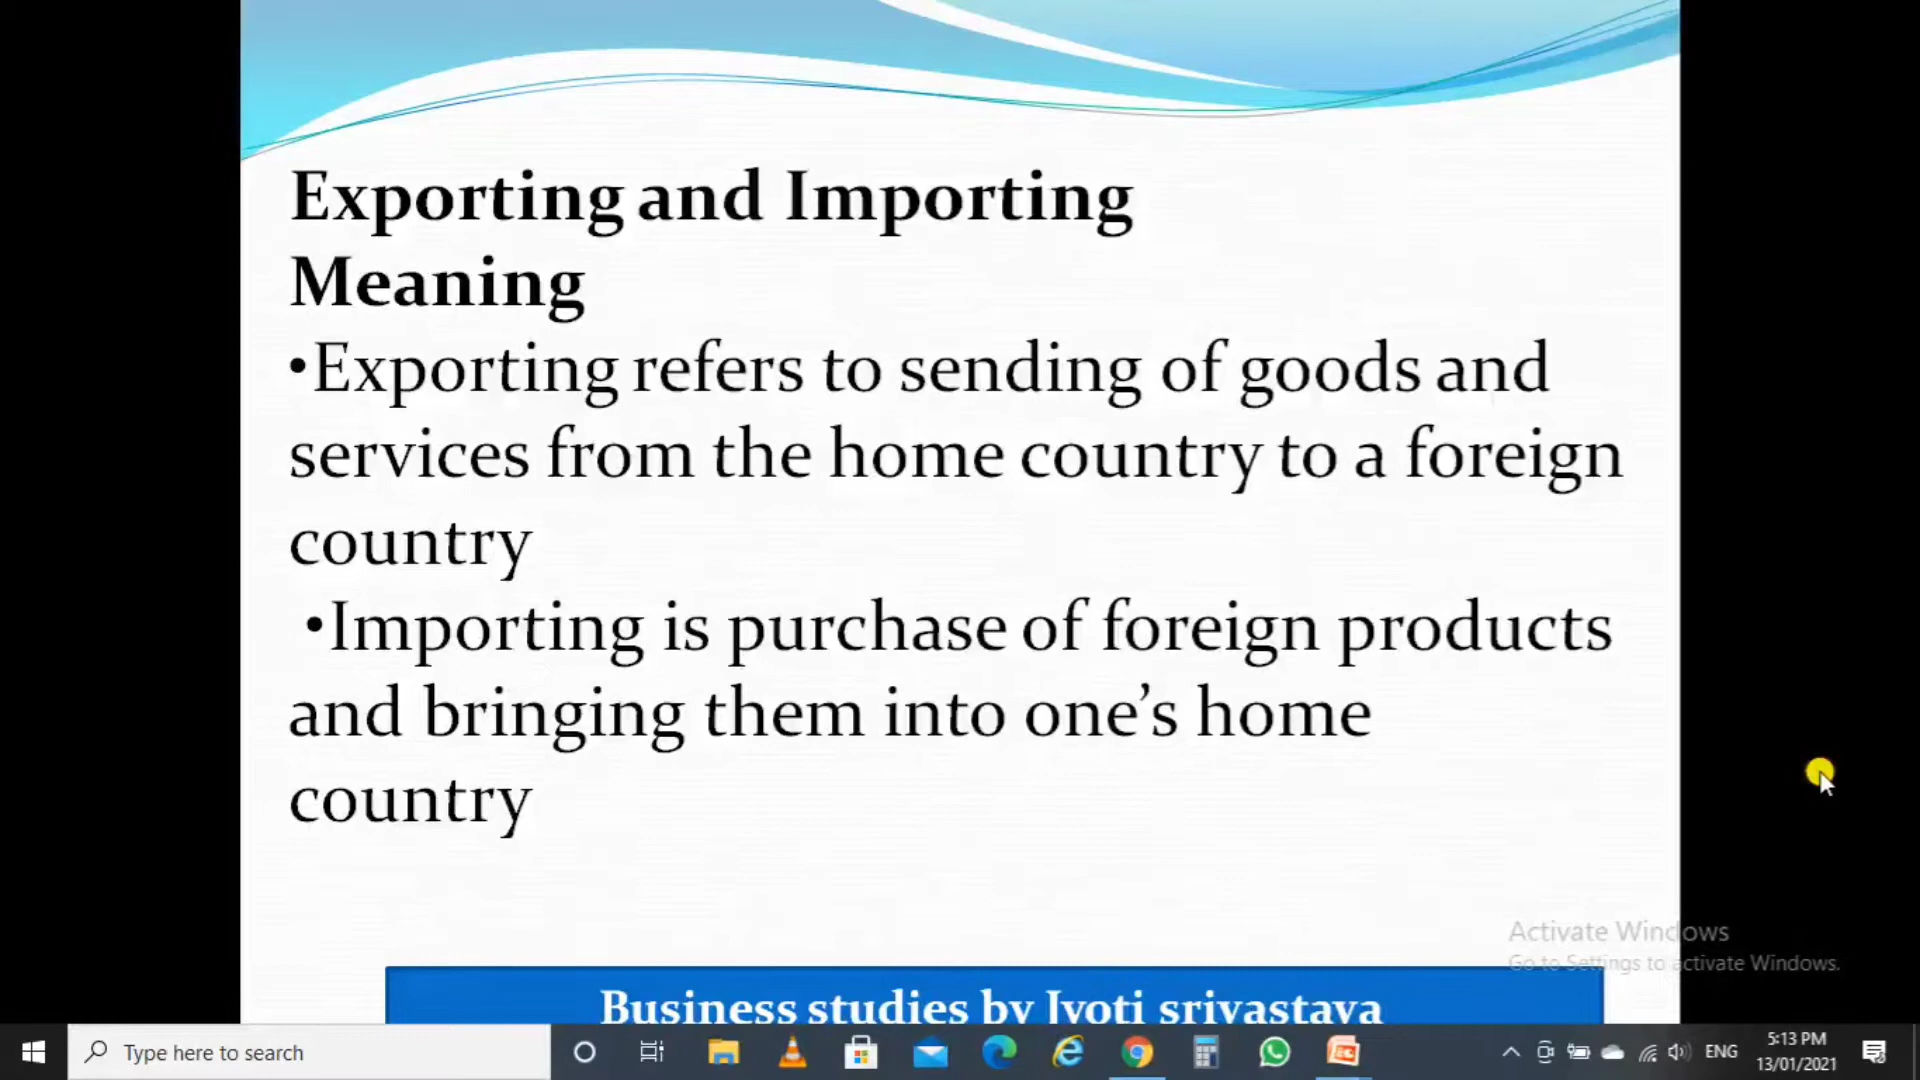 Exporting and Importing
Meaning
•Exporting refers to sending of goods and
services from the home country to a foreign
country
•Importing is purchase of foreign products
and bringing them into one’s home
country
Activate Windows
Go to Settings to activate Windows.
Business studies by Jyoti srivastava
Type here to search
ENG
5:13 PM
13/01/2021